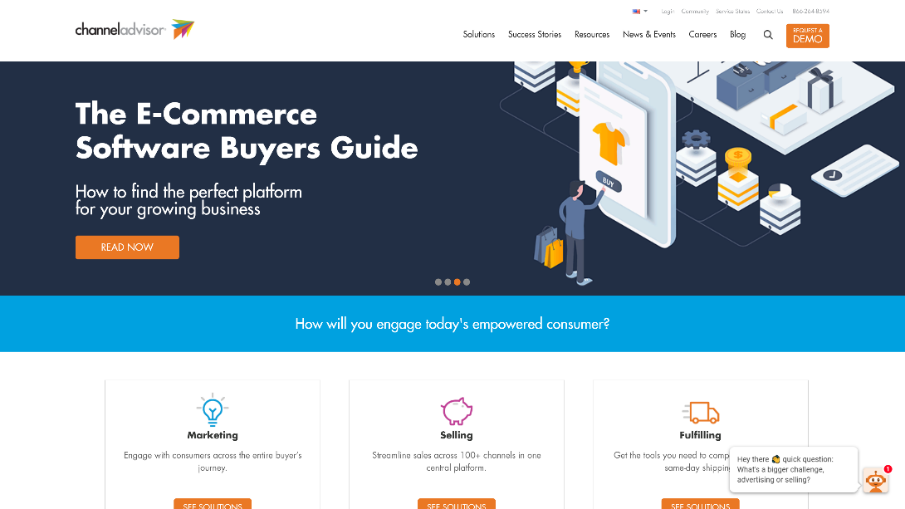 Login Community Service Status Contact Us 866-264-8594
channeladvisor
Solutions Success Stories Resources News & Events Careers Blog
REQUEST A
DEMO
The E-Commerce
Software Buyers Guide
How to find the perfect platform
for your growing business
READ NOW
BUY
How will you engage today's empowered consumer?
Marketing
Engage with consumers across the entire buyer's
journey.
SEE SOLUTIONS
Selling
Streamline sales across 100+ channels in one
central platform.
SEE SOLUTIONS
Fulfilling
Get the tools you need to
same-day shipping
SEE SOLUTIONS
Hey there quick question:
What's a bigger challenge,
advertising or selling?
1